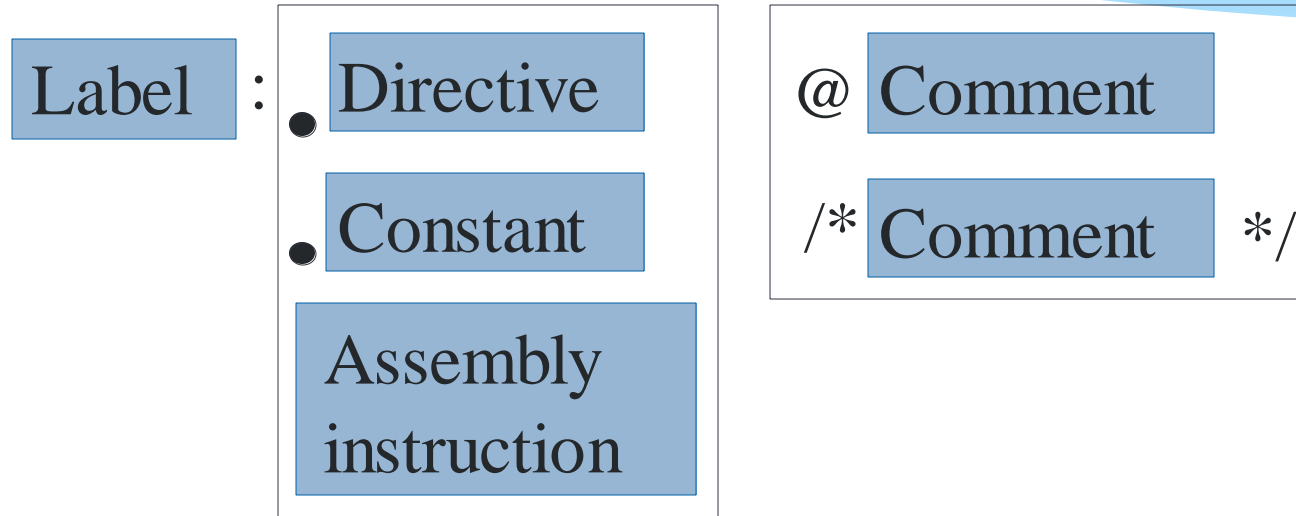 Label : . Directive @ Comment
. Constant /* Comment */
Assembly
instruction